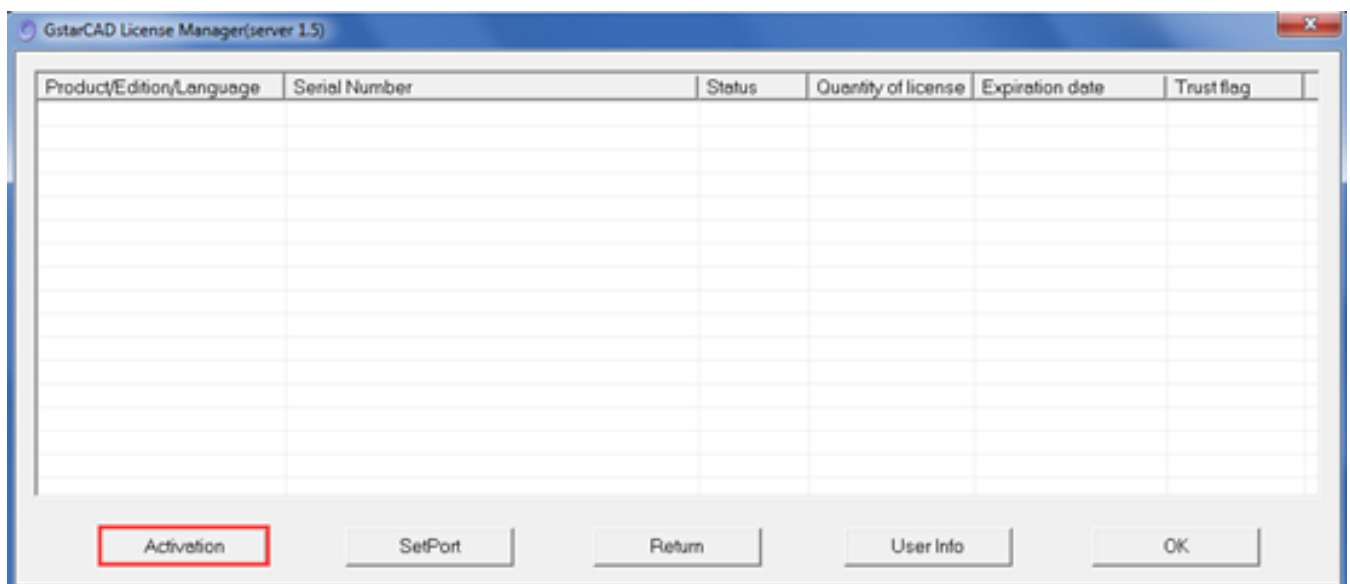 GstarCAD License Manager(server 1.5)
Product/Edition/Language Serial Number Status Quantity of license Expiration date Trust flag
Activation SetPort Return User Info OK